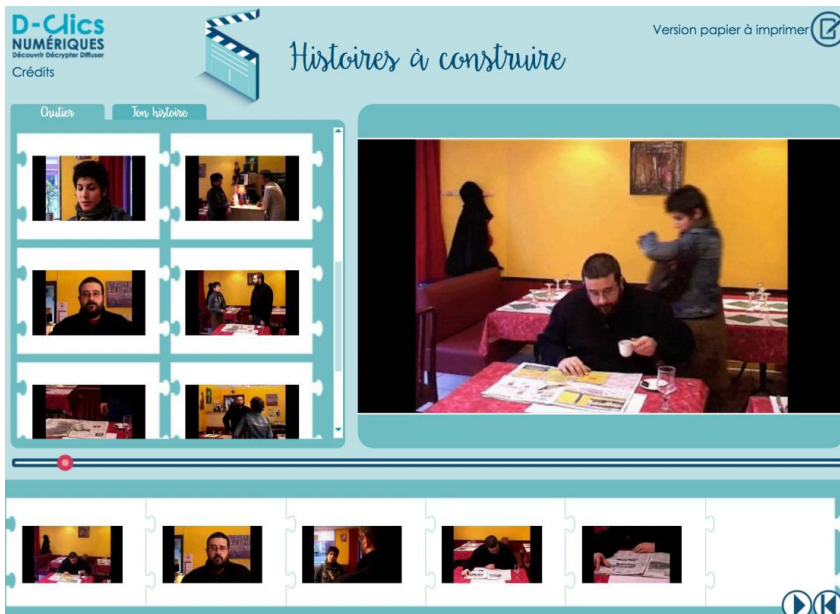 D-Clics
NUMÉRIQUES
Découvrir Décrypter Diffuser
Crédits
Histoires à construire
Version papier à imprimer
Chutier
Ton histoire